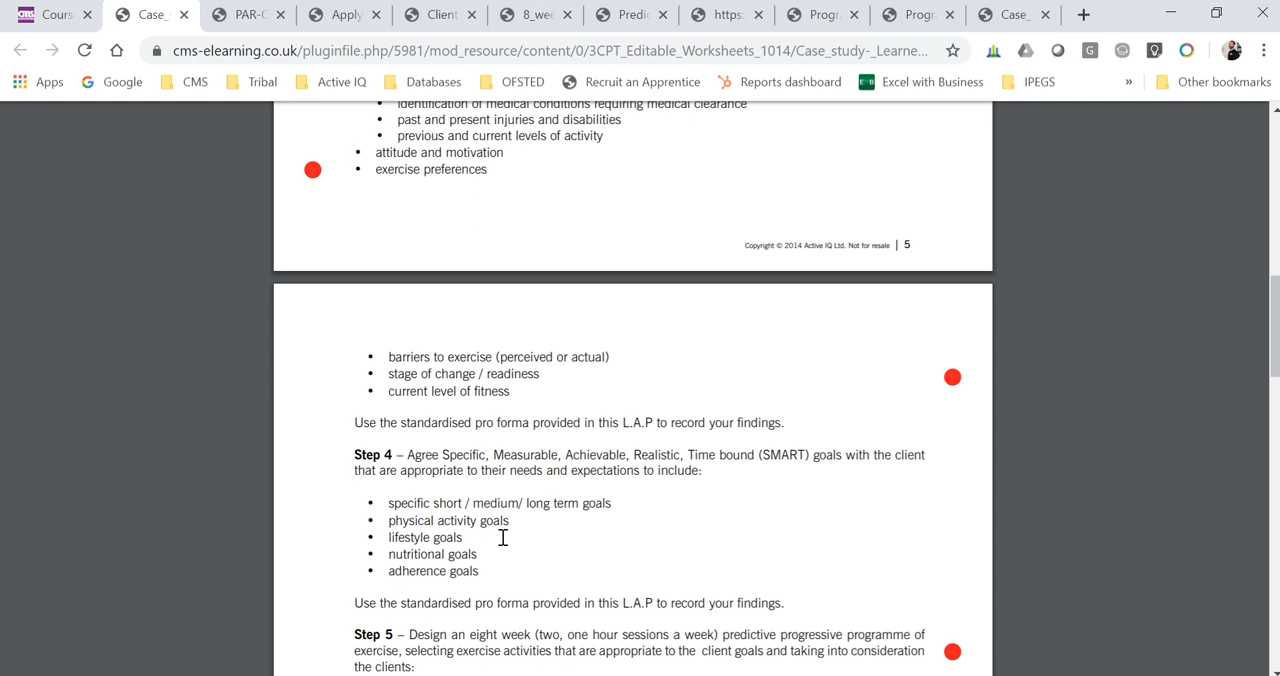 Cours
Case_
PAR-C
Apply
Client
8_wee
Predic
https:
Progr
Progr
Case_
cms-elearning.co.uk/pluginfile.php/5981/mod_resource/content/0/3CPT_Editable_Worksheets_1014/Case_study-_Learne...
Apps
Google
CMS
Tribal
Active IQ
Databases
OFSTED
Recruit an Apprentice
Reports dashboard
Excel with Business
IPEGS
»
Other bookmarks
• identification of medical conditions requiring medical clearance
• past and present injuries and disabilities
• previous and current levels of activity
• attitude and motivation
• exercise preferences
Copyright © 2014 Active IQ Ltd. Not for resale | 5
• barriers to exercise (perceived or actual)
• stage of change / readiness
• current level of fitness
Use the standardised pro forma provided in this L.A.P to record your findings.
Step 4 – Agree Specific, Measurable, Achievable, Realistic, Time bound (SMART) goals with the client
that are appropriate to their needs and expectations to include:
• specific short / medium/ long term goals
• physical activity goals
• lifestyle goals
• nutritional goals
• adherence goals
Use the standardised pro forma provided in this L.A.P to record your findings.
Step 5 – Design an eight week (two, one hour sessions a week) predictive progressive programme of
exercise, selecting exercise activities that are appropriate to the client goals and taking into consideration
the clients: